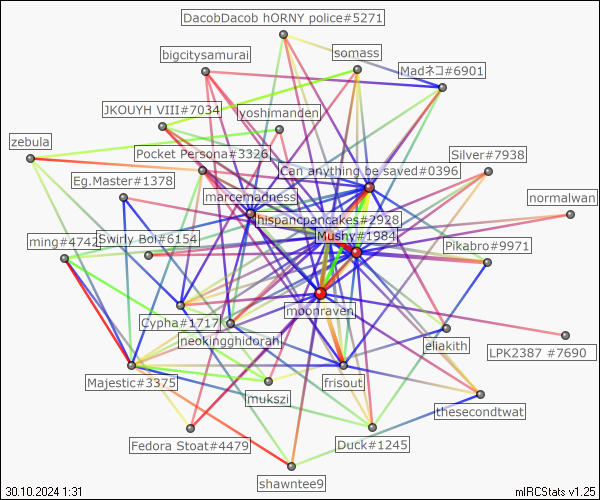 DacobDacob hORNY police#5271
bigcitysamurai
somass
Madネコ#6901
JKOUYH VIII#7034
yoshimanden
zebula
Pocket Persona#3326
Silver#7938
Can anything be saved#0396
Eg.Master#1378
marcemadness
normalwan
hispancpancakes#2928
ming#4742
Swirly Boi#6154
Mushy#1984
Pikabro#9971
moonraven
Cypha#1717
neokingghidorah
eliakith
LPK2387 #7690
Majestic#3375
mukszi
frisout
thesecondtwat
Fedora Stoat#4479
Duck#1245
shawntee9
30.10.2024 1:31
mIRCStats v1.25